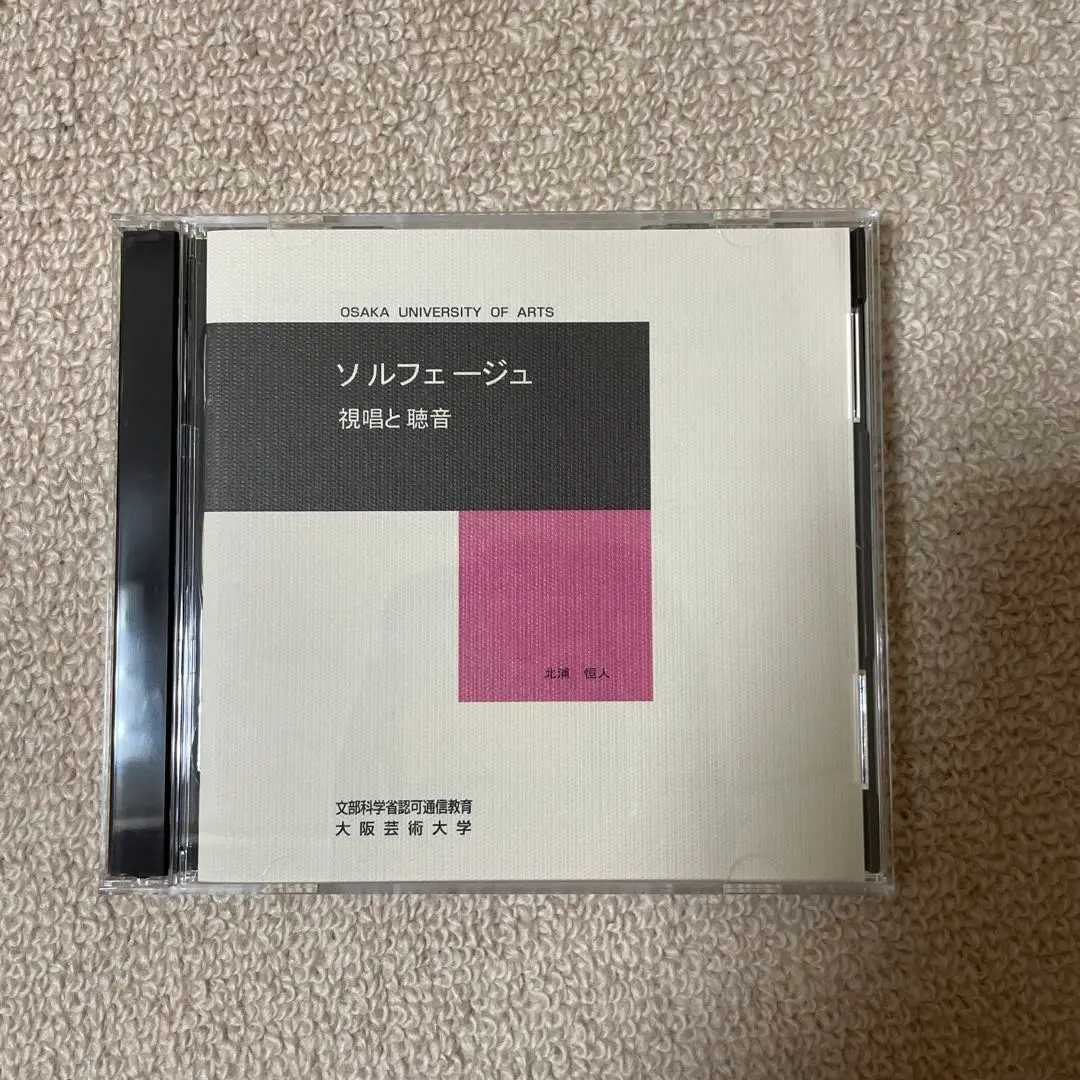 OSAKA UNIVERSITY OF ARTS
ソルフェージュ
視唱と聴音
北浦 恒人
文部科学省認可通信教育
大阪芸術大学